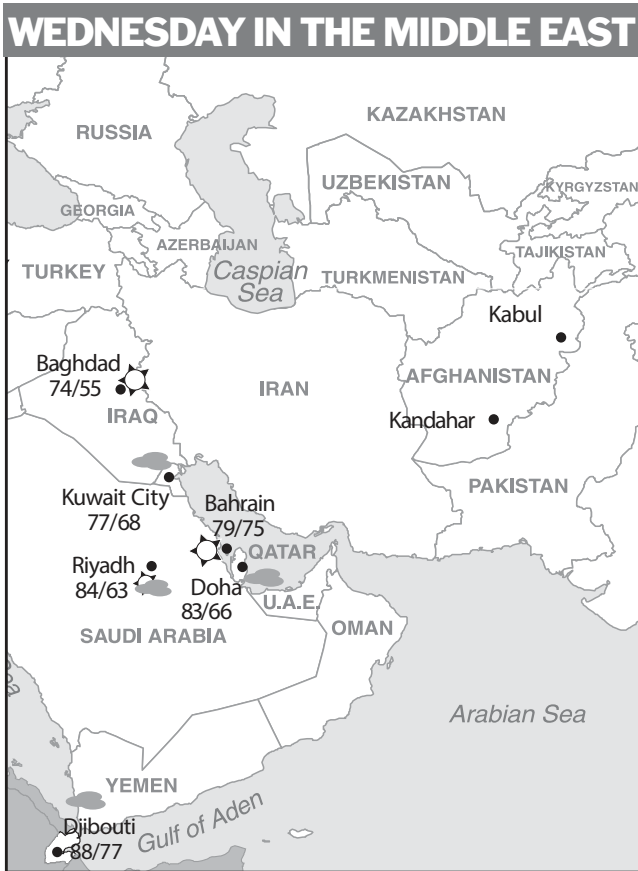 WEDNESDAY IN THE MIDDLE EAST
KAZAKHSTAN
RUSSIA
UZBEKISTAN
KYRGYZSTAN
GEORGIA
AZERBAIJAN
TAJIKISTAN
TURKEY
Caspian
Sea
TURKMENISTAN
Kabul
Baghdad
74/55
IRAN
AFGHANISTAN
IRAQ
Kandahar
PAKISTAN
Kuwait City
77/68
Bahrain
79/75
QATAR
Riyadh
84/63
Doha
83/66
U.A.E.
SAUDI ARABIA
OMAN
Arabian Sea
YEMEN
Djibouti
88/77
Gulf of Aden